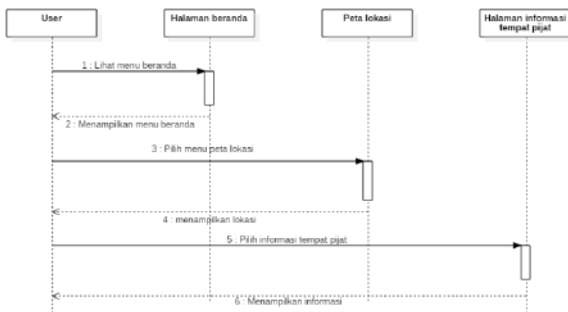 User
Halaman beranda
Peta lokasi
Halaman informasi
tempat pijat
1 : Lihat menu beranda
2 : Menampilkan menu beranda
3 : Pilih menu peta lokasi
4 : menampilkan lokasi
5 : Pilih informasi tempat pijat
6 : Menampilkan informasi